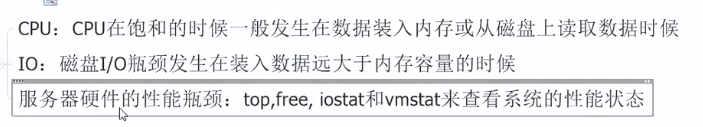 CPU：CPU在饱和的时候一般发生在数据装入内存或从磁盘上读取数据时候
IO：磁盘I/O瓶颈发生在装入数据远大于内存容量的时候
服务器硬件的性能瓶颈：top,free, iostat和vmstat来查看系统的性能状态